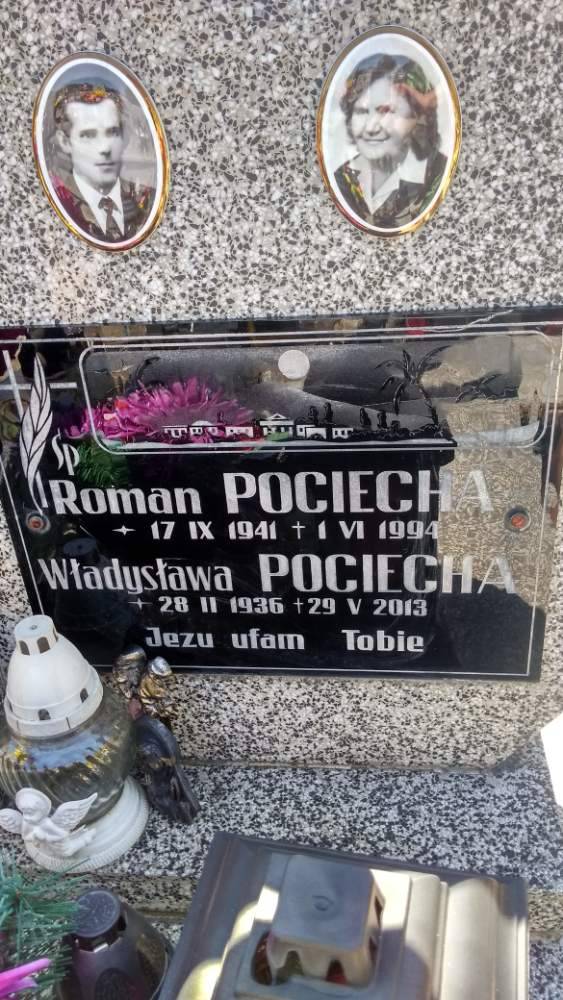 Śp
Roman POCIECHA
17 IX 1941 † 1 VI 1994
Władysława POCIECHA
28 II 1936 † 29 V 2013
Jezu ufam Tobie